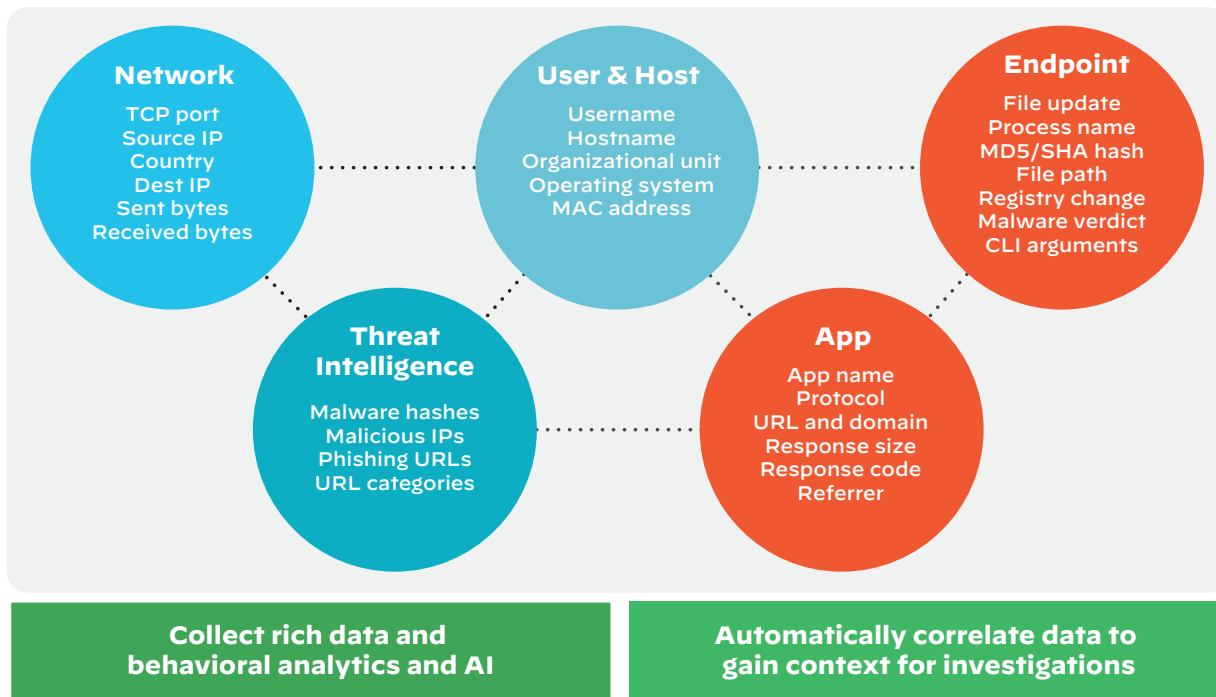 Network
TCP port
Source IP
Country
Dest IP
Sent bytes
Received bytes
User & Host
Username
Hostname
Organizational unit
Operating system
MAC address
Endpoint
File update
Process name
MD5/SHA hash
File path
Registry change
Malware verdict
CLI arguments
Threat
Intelligence
Malware hashes
Malicious IPs
Phishing URLs
URL categories
App
App name
Protocol
URL and domain
Response size
Response code
Referrer
Collect rich data and
behavioral analytics and AI
Automatically correlate data to
gain context for investigations